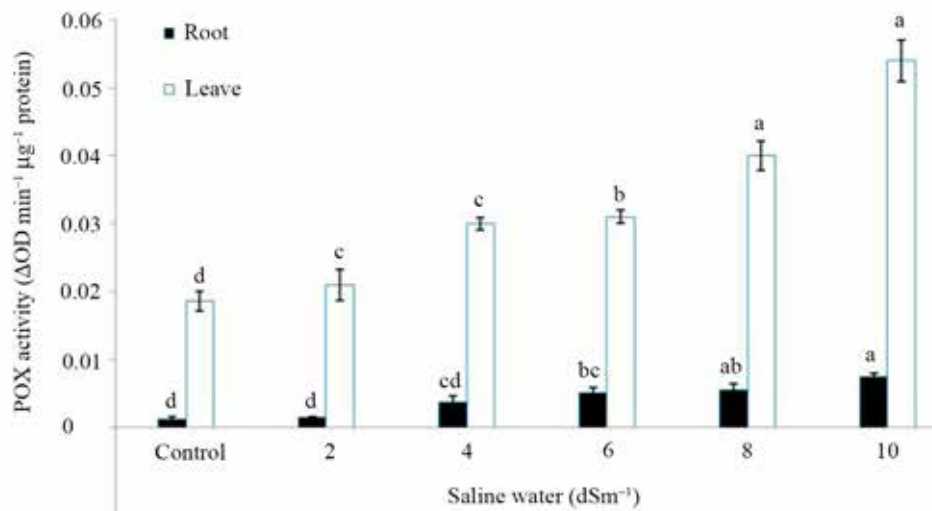 POX activity (ΔOD min⁻¹ μg⁻¹ protein)
0.06
0.05
0.04
0.03
0.02
0.01
0
Root
Leave
d d
d c
cd c
bc b
ab a
a a
Control 2 4 6 8 10
Saline water (dSm⁻¹)